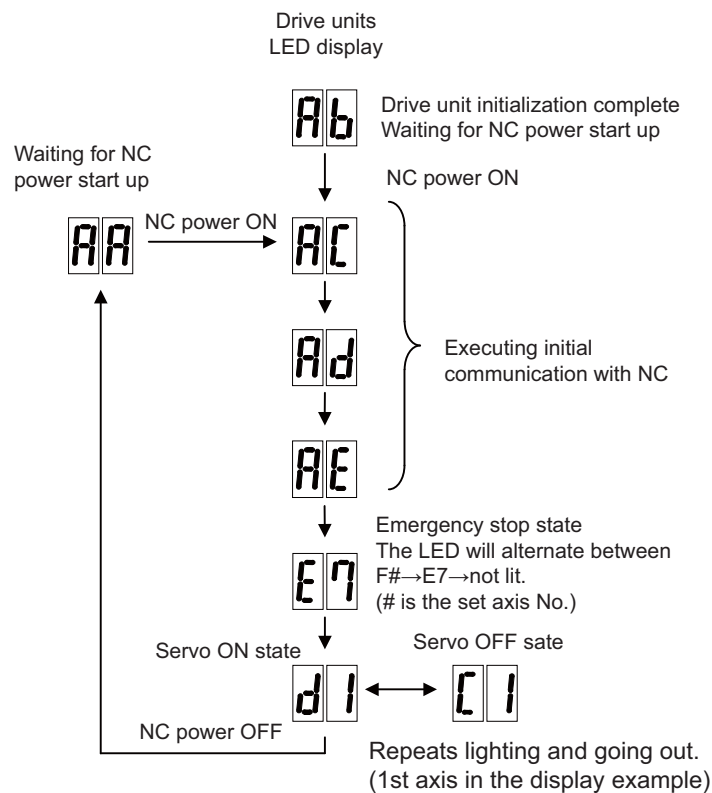 Drive units
LED display
Ab
Drive unit initialization complete
Waiting for NC power start up
Waiting for NC
power start up
NC power ON
AA
NC power ON
AC
Ad
Executing initial
communication with NC
AE
Emergency stop state
The LED will alternate between
F#→E7→not lit.
(# is the set axis No.)
E7
Servo ON state
Servo OFF sate
d1
C1
NC power OFF
Repeats lighting and going out.
(1st axis in the display example)